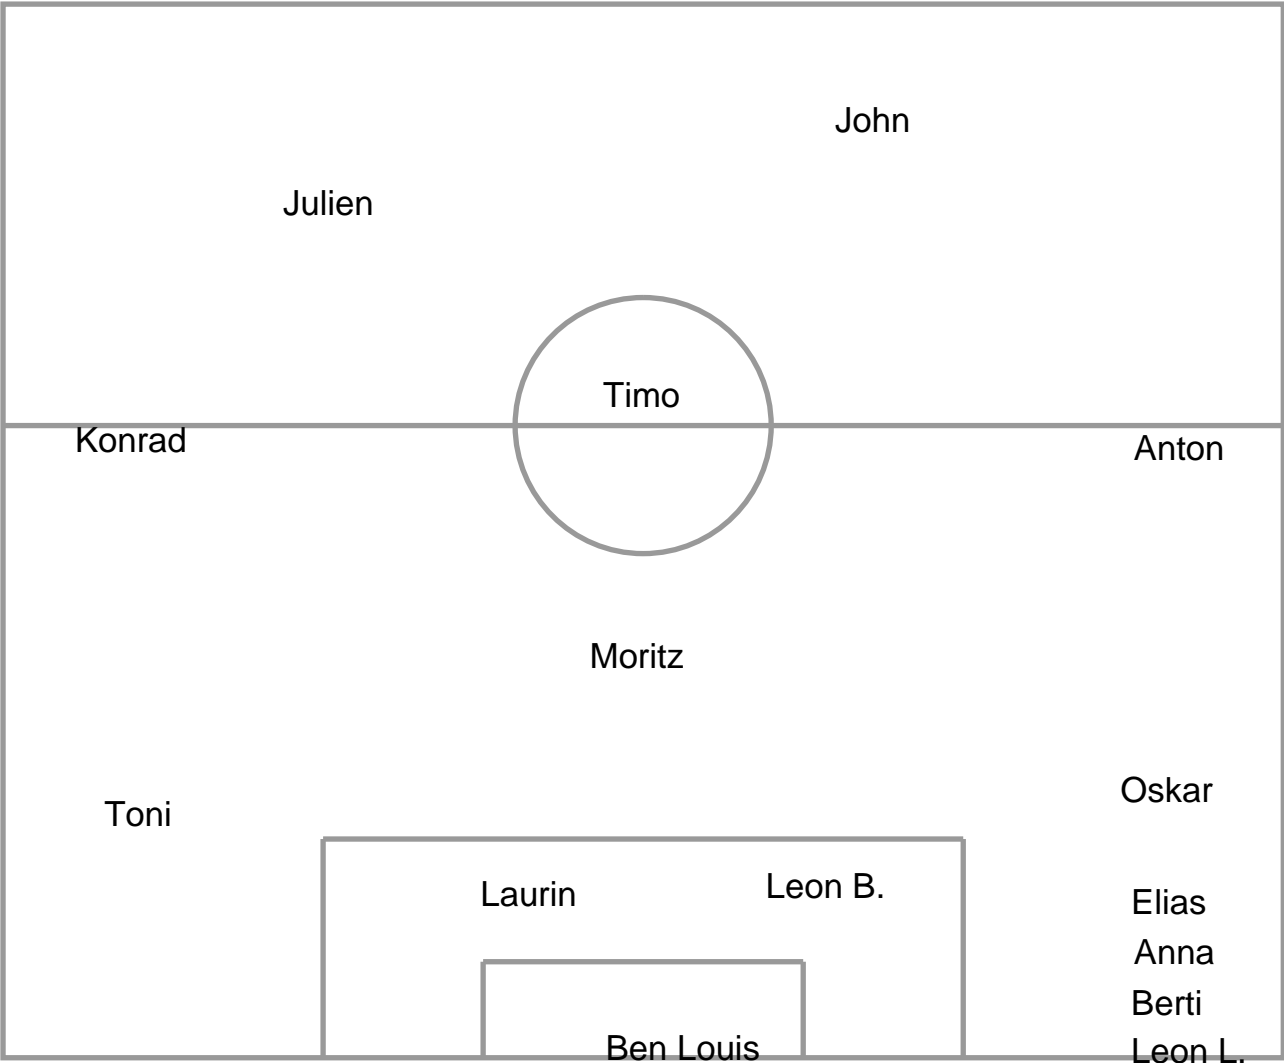 John
Julien
Timo
Konrad
Anton
Moritz
Oskar
Toni
Leon B.
Laurin
Elias
Anna
Berti
Ben Louis
Leon L.